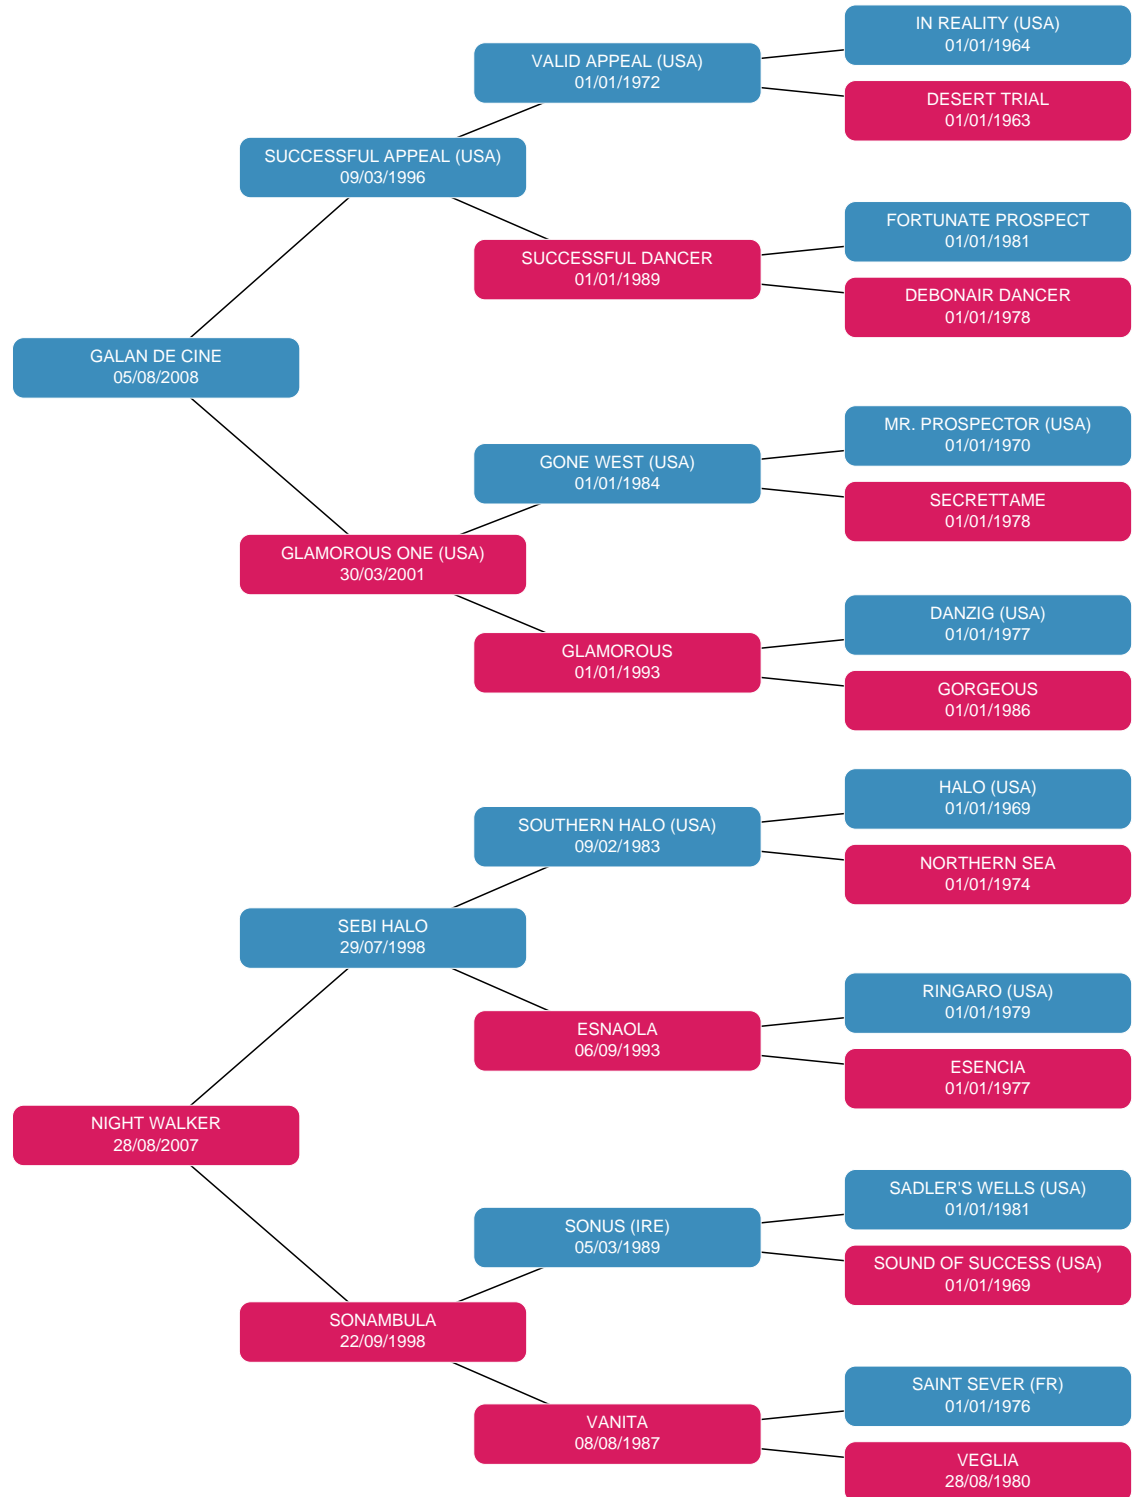 IN REALITY (USA)
01/01/1964
VALID APPEAL (USA)
01/01/1972
DESERT TRIAL
01/01/1963
SUCCESSFUL APPEAL (USA)
09/03/1996
FORTUNATE PROSPECT
01/01/1981
SUCCESSFUL DANCER
01/01/1989
DEBONAIR DANCER
01/01/1978
GALAN DE CINE
05/08/2008
MR. PROSPECTOR (USA)
01/01/1970
GONE WEST (USA)
01/01/1984
SECRETTAME
01/01/1978
GLAMOROUS ONE (USA)
30/03/2001
DANZIG (USA)
01/01/1977
GLAMOROUS
01/01/1993
GORGEOUS
01/01/1986
HALO (USA)
01/01/1969
SOUTHERN HALO (USA)
09/02/1983
NORTHERN SEA
01/01/1974
SEBI HALO
29/07/1998
RINGARO (USA)
01/01/1979
ESNAOLA
06/09/1993
ESENCIA
01/01/1977
NIGHT WALKER
28/08/2007
SADLER'S WELLS (USA)
01/01/1981
SONUS (IRE)
05/03/1989
SOUND OF SUCCESS (USA)
01/01/1969
SONAMBULA
22/09/1998
SAINT SEVER (FR)
01/01/1976
VANITA
08/08/1987
VEGLIA
28/08/1980